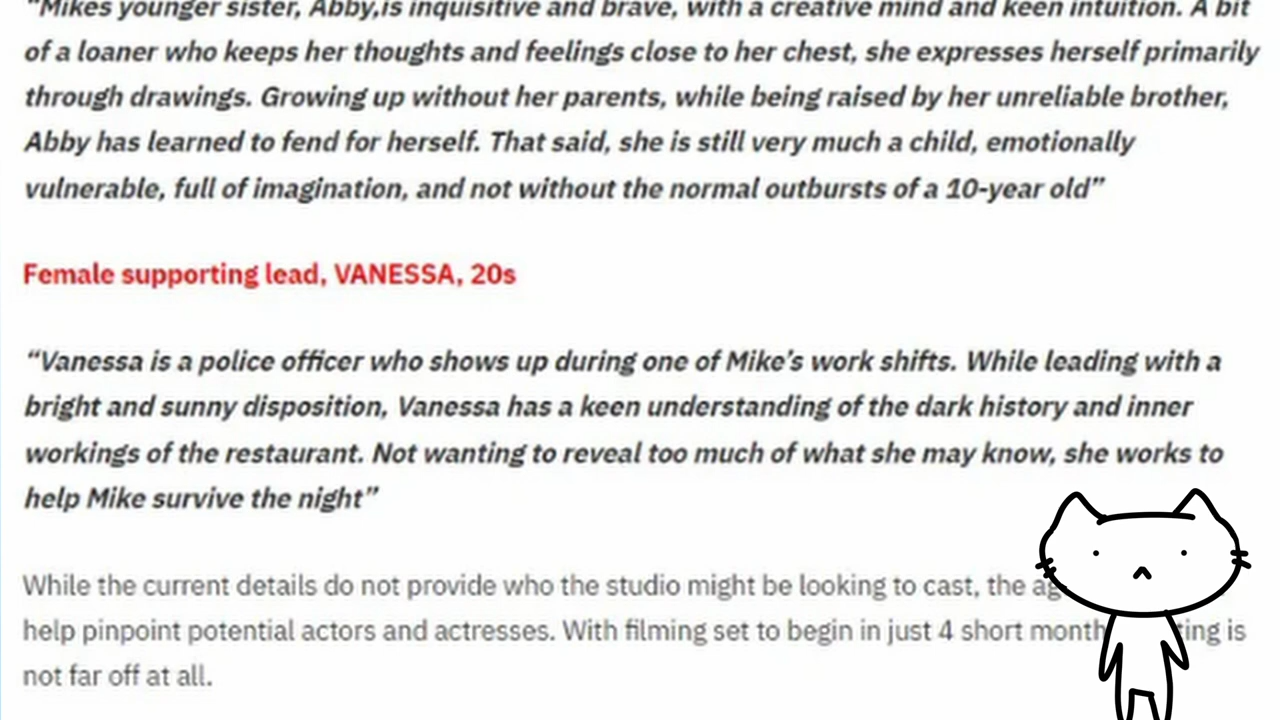 "Mikes younger sister, Abby,is inquisitive and brave, with a creative mind and keen intuition. A bit
of a loaner who keeps her thoughts and feelings close to her chest, she expresses herself primarily
through drawings. Growing up without her parents, while being raised by her unreliable brother,
Abby has learned to fend for herself. That said, she is still very much a child, emotionally
vulnerable, full of imagination, and not without the normal outbursts of a 10-year old”
Female supporting lead, VANESSA, 20s
“Vanessa is a police officer who shows up during one of Mike’s work shifts. While leading with a
bright and sunny disposition, Vanessa has a keen understanding of the dark history and inner
workings of the restaurant. Not wanting to reveal too much of what she may know, she works to
help Mike survive the night”
While the current details do not provide who the studio might be looking to cast, the
help pinpoint potential actors and actresses. With filming set to begin in just 4 short is
not far off at all.